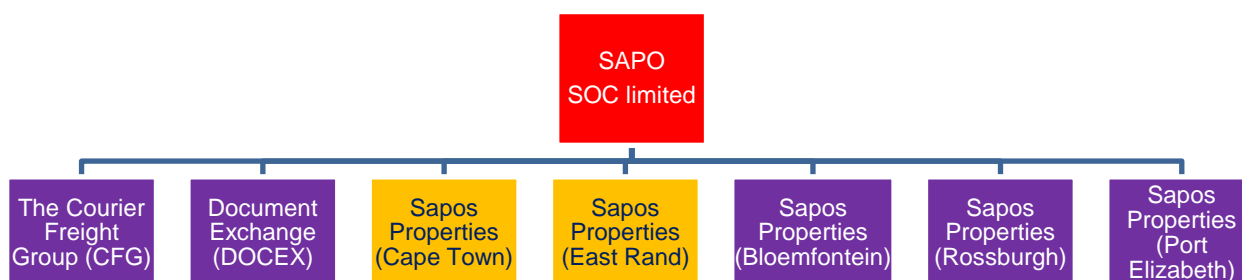 SAPO
SOC limited
The Courier
Freight
Group (CFG)
Document
Exchange
(DOCEX)
Sapos
Properties
(Cape Town)
Sapos
Properties
(East Rand)
Sapos
Properties
(Bloemfontein)
Sapos
Properties
(Rossburgh)
Sapos
Properties
(Port
Elizabeth)